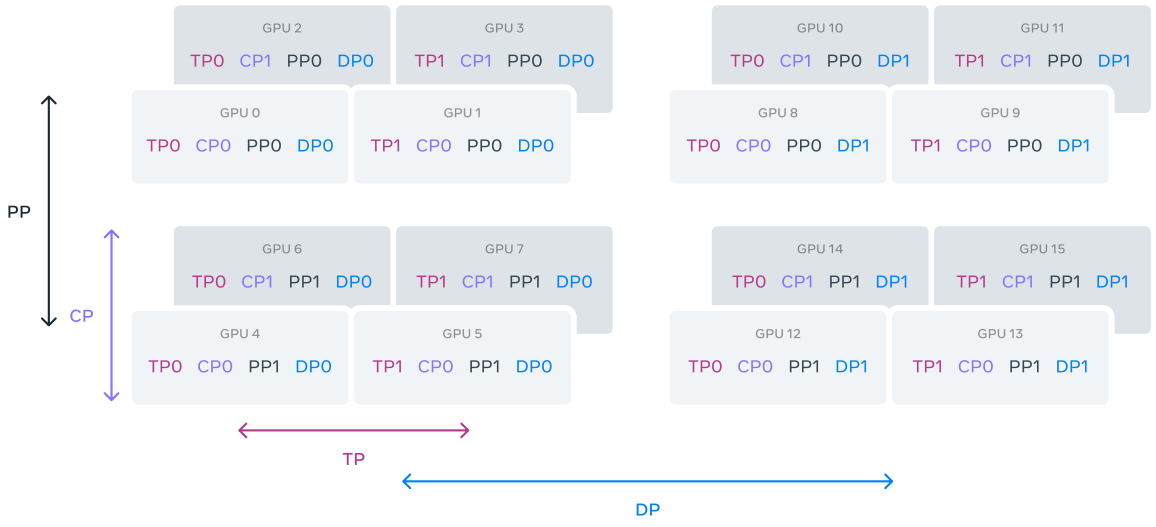 GPU 2 GPU 3 GPU 10 GPU 11
TP0 CP1 PP0 DP0 TP1 CP1 PP0 DP0 TP0 CP1 PP0 DP1 TP1 CP1 PP0 DP1
GPU 0 GPU 1 GPU 8 GPU 9
TP0 CP0 PP0 DP0 TP1 CP0 PP0 DP0 TP0 CP0 PP0 DP1 TP1 CP0 PP0 DP1
PP
GPU 6 GPU 7 GPU 14 GPU 15
TP0 CP1 PP1 DP0 TP1 CP1 PP1 DP0 TP0 CP1 PP1 DP1 TP1 CP1 PP1 DP1
CP
GPU 4 GPU 5 GPU 12 GPU 13
TP0 CP0 PP1 DP0 TP1 CP0 PP1 DP0 TP0 CP0 PP1 DP1 TP1 CP0 PP1 DP1
TP
DP